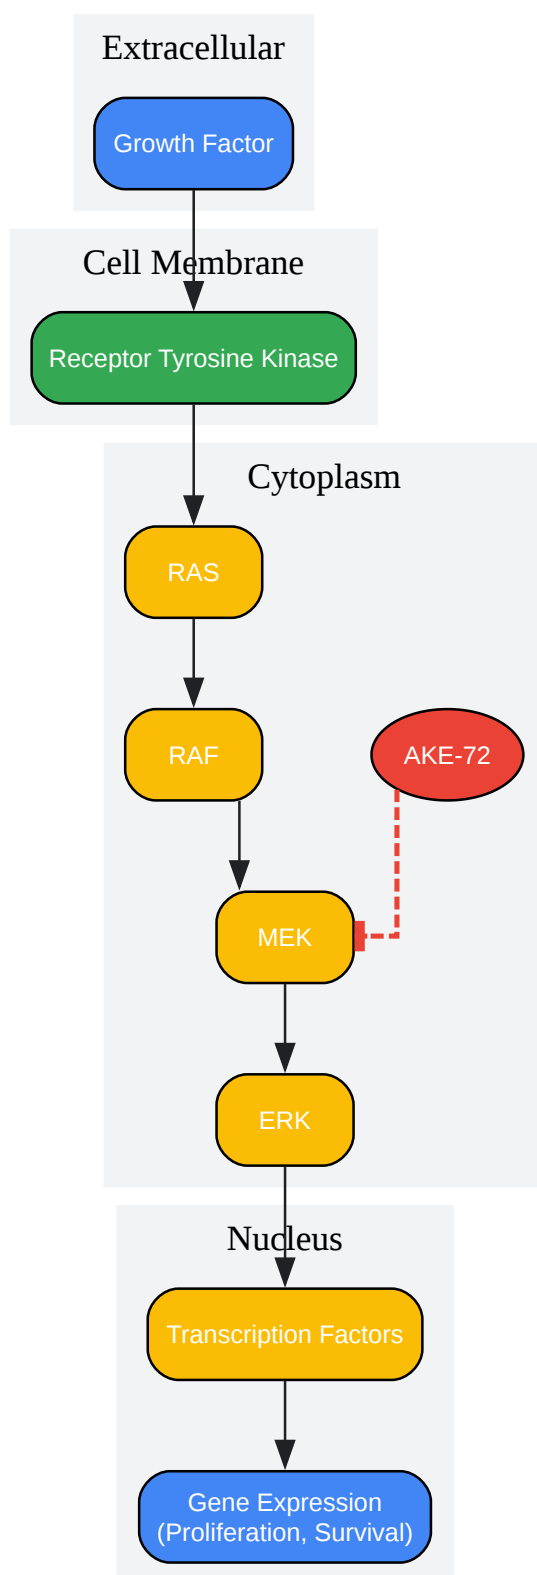 Extracellular
Growth Factor
Cell Membrane
Receptor Tyrosine Kinase
Cytoplasm
RAS
RAF
AKE-72
MEK
ERK
Nucleus
Transcription Factors
Gene Expression
(Proliferation, Survival)